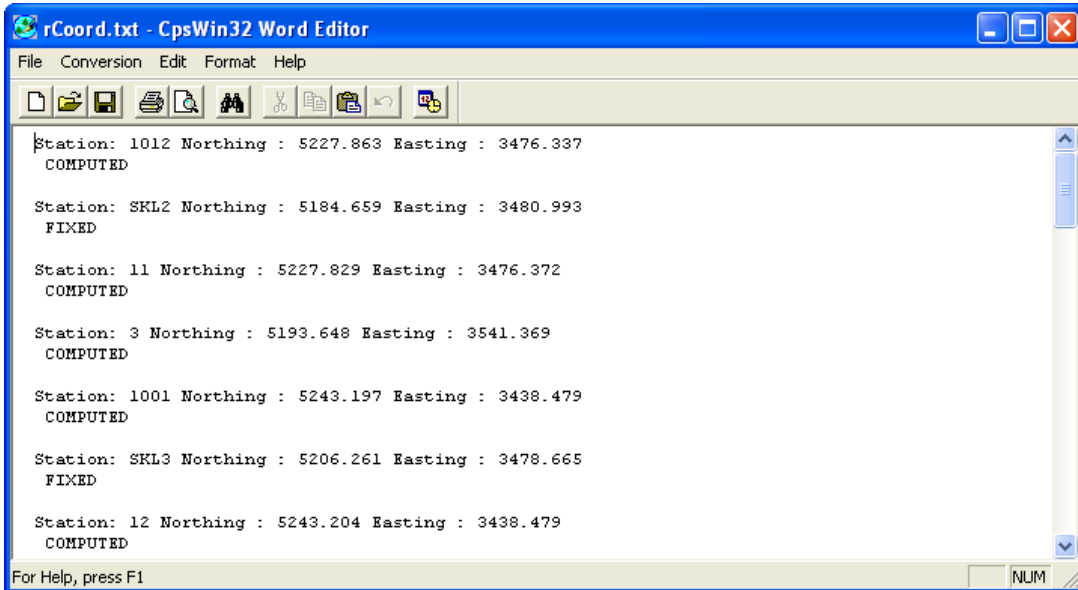 rCoord.txt - CpsWin32 Word Editor
File Conversion Edit Format Help
Station: 1012 Northing : 5227.863 Easting : 3476.337
COMPUTED
Station: SKL2 Northing : 5184.659 Easting : 3480.993
FIXED
Station: 11 Northing : 5227.829 Easting : 3476.372
COMPUTED
Station: 3 Northing : 5193.648 Easting : 3541.369
COMPUTED
Station: 1001 Northing : 5243.197 Easting : 3438.479
COMPUTED
Station: SKL3 Northing : 5206.261 Easting : 3478.665
FIXED
Station: 12 Northing : 5243.204 Easting : 3438.479
COMPUTED
For Help, press F1
NUM